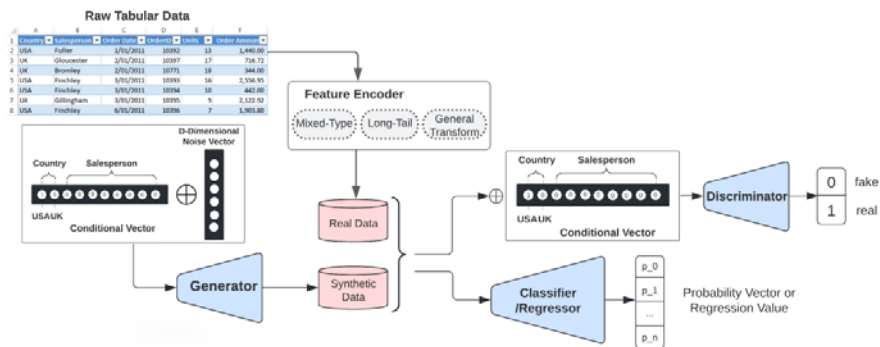 Raw Tabular Data
A B C D E F
1 Country Salesperson Order Date OrderID Units Order Amount
2 USA Fuller 1/01/2011 10392 13 1,440.00
3 UK Gloucester 2/01/2011 10397 17 716.72
4 UK Bromley 2/01/2011 10771 18 344.00
5 USA Finchley 3/01/2011 10393 16 2,556.95
6 USA Finchley 3/01/2011 10394 10 442.00
7 UK Gillingham 3/01/2011 10395 9 2,122.92
8 USA Finchley 6/01/2011 10396 7 1,903.80
Feature Encoder
Mixed-Type
Long-Tail
General
Transform.
D-Dimensional
Noise Vector
Country Salesperson
USAUK
Conditional Vector
Real Data
Generator
Synthetic
Data
Country Salesperson
USAUK
Conditional Vector
Discriminator
0 fake
1 real
Classifier
/Regressor
p_0
p_1
...
p_n
Probability Vector or
Regression Value